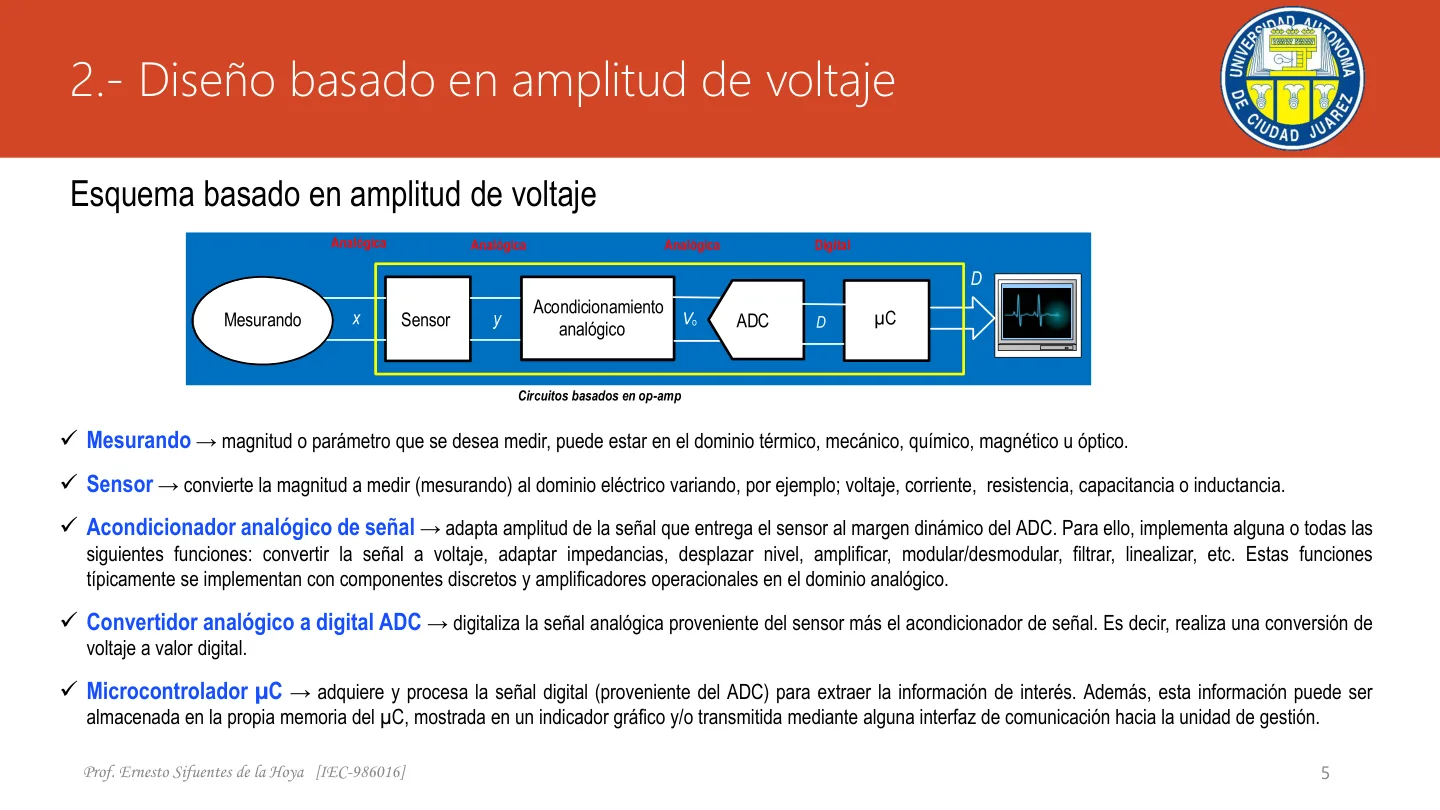 2.- Diseño basado en amplitud de voltaje
UNIVERSIDAD AUTONOMA
DE CIUDAD JUAREZ
Esquema basado en amplitud de voltaje
Analógica Analógica Analógica Digital
Mesurando x Sensor y Acondicionamiento analógico Vo ADC D µC D
Circuitos basados en op-amp
✓ Mesurando → magnitud o parámetro que se desea medir, puede estar en el dominio térmico, mecánico, químico, magnético u óptico.
✓ Sensor → convierte la magnitud a medir (mesurando) al dominio eléctrico variando, por ejemplo; voltaje, corriente, resistencia, capacitancia o inductancia.
✓ Acondicionador analógico de señal → adapta amplitud de la señal que entrega el sensor al margen dinámico del ADC. Para ello, implementa alguna o todas las
siguientes funciones: convertir la señal a voltaje, adaptar impedancias, desplazar nivel, amplificar, modular/desmodular, filtrar, linealizar, etc. Estas funciones
típicamente se implementan con componentes discretos y amplificadores operacionales en el dominio analógico.
✓ Convertidor analógico a digital ADC → digitaliza la señal analógica proveniente del sensor más el acondicionador de señal. Es decir, realiza una conversión de
voltaje a valor digital.
✓ Microcontrolador µC → adquiere y procesa la señal digital (proveniente del ADC) para extraer la información de interés. Además, esta información puede ser
almacenada en la propia memoria del µC, mostrada en un indicador gráfico y/o transmitida mediante alguna interfaz de comunicación hacia la unidad de gestión.
Prof. Ernesto Sifuentes de la Hoya [IEC-986016]
5